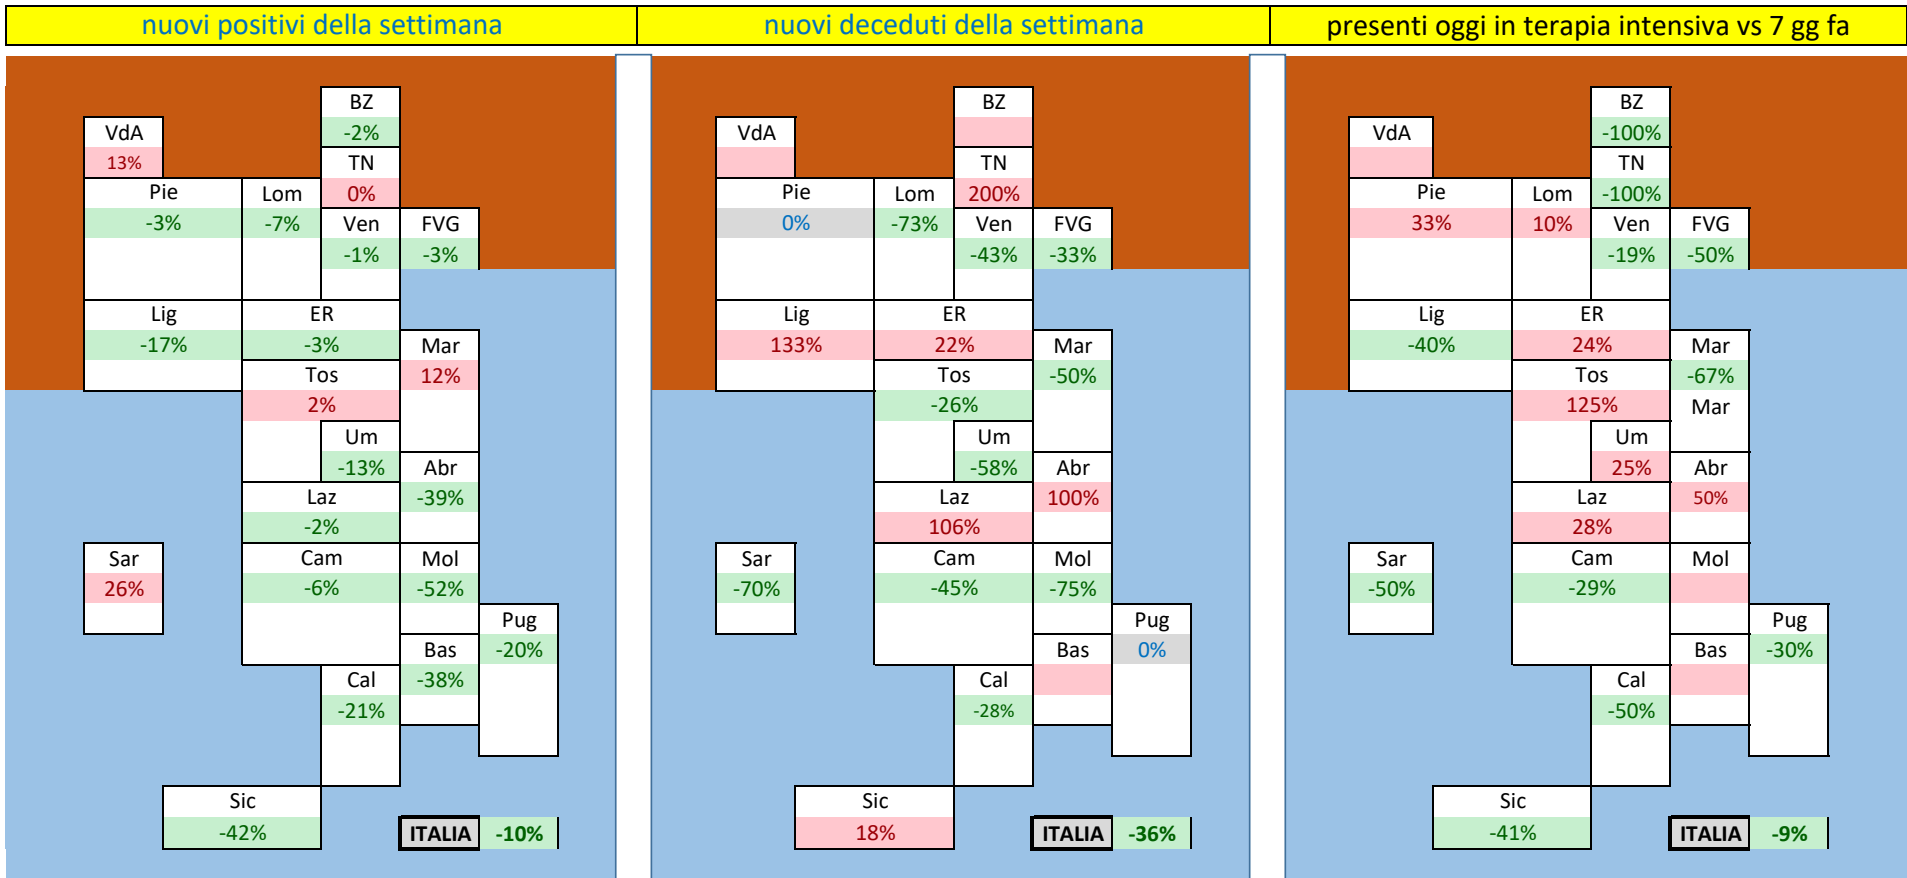 nuovi positivi della settimana
nuovi deceduti della settimana
presenti oggi in terapia intensiva vs 7 gg fa
BZ
-2%
VdA
13%
TN
0%
Pie
-3%
Lom
-7%
Ven
-1%
FVG
-3%
Lig
-17%
ER
-3%
Mar
12%
Tos
2%
Um
-13%
Abr
-39%
Laz
-2%
Sar
26%
Cam
-6%
Mol
-52%
Pug
-20%
Bas
-38%
Cal
-21%
Sic
-42%
ITALIA -10%
BZ
VdA
TN
200%
Pie
0%
Lom
-73%
Ven
-43%
FVG
-33%
Lig
133%
ER
22%
Mar
-50%
Tos
-26%
Um
-58%
Abr
100%
Laz
106%
Sar
-70%
Cam
-45%
Mol
-75%
Pug
0%
Bas
Cal
-28%
Sic
18%
ITALIA -36%
BZ
-100%
VdA
TN
-100%
Pie
33%
Lom
10%
Ven
-19%
FVG
-50%
Lig
-40%
ER
24%
Mar
-67%
Mar
Tos
125%
Um
25%
Abr
50%
Laz
28%
Sar
-50%
Cam
-29%
Mol
Pug
-30%
Bas
Cal
-50%
Sic
-41%
ITALIA -9%